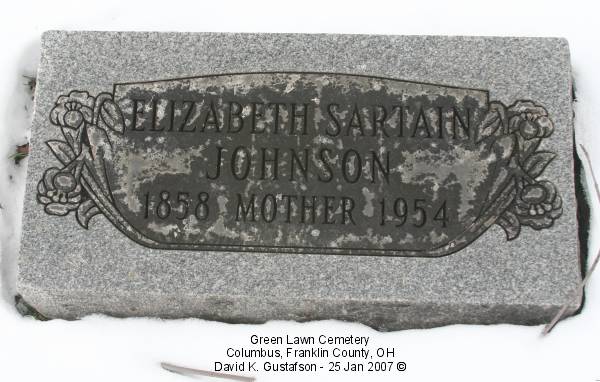 ELIZABETH SARTAIN
JOHNSON
1858 MOTHER 1954
Green Lawn Cemetery
Columbus, Franklin County, OH
David K. Gustafson - 25 Jan 2007 ©